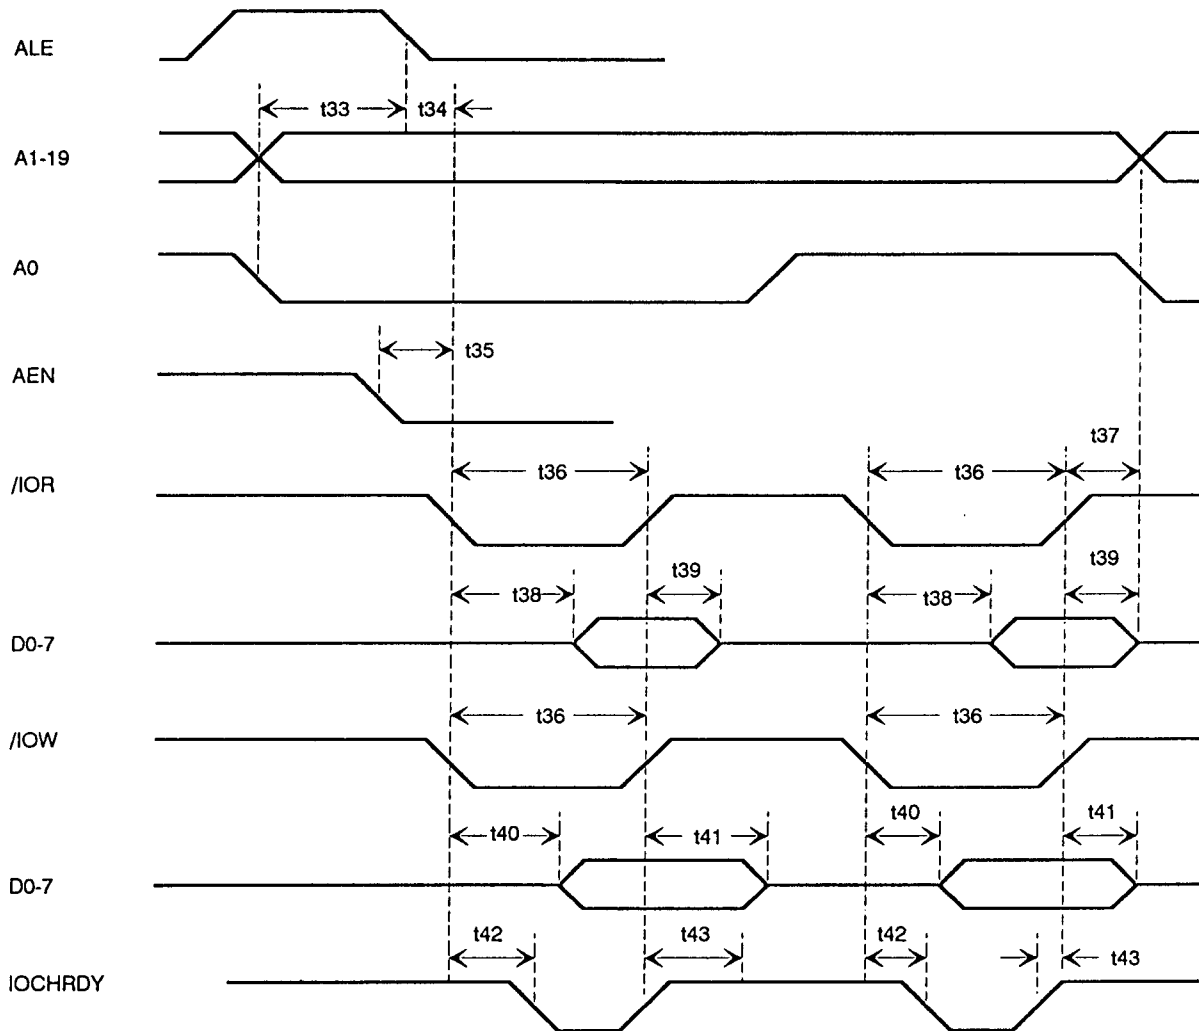 ALE
t33
t34
A1-19
A0
t35
AEN
t36
t36
t37
/IOR
t38
t39
t38
t39
D0-7
t36
t36
/IOW
t40
t41
t40
t41
D0-7
t42
t43
t42
t43
IOCHRDY